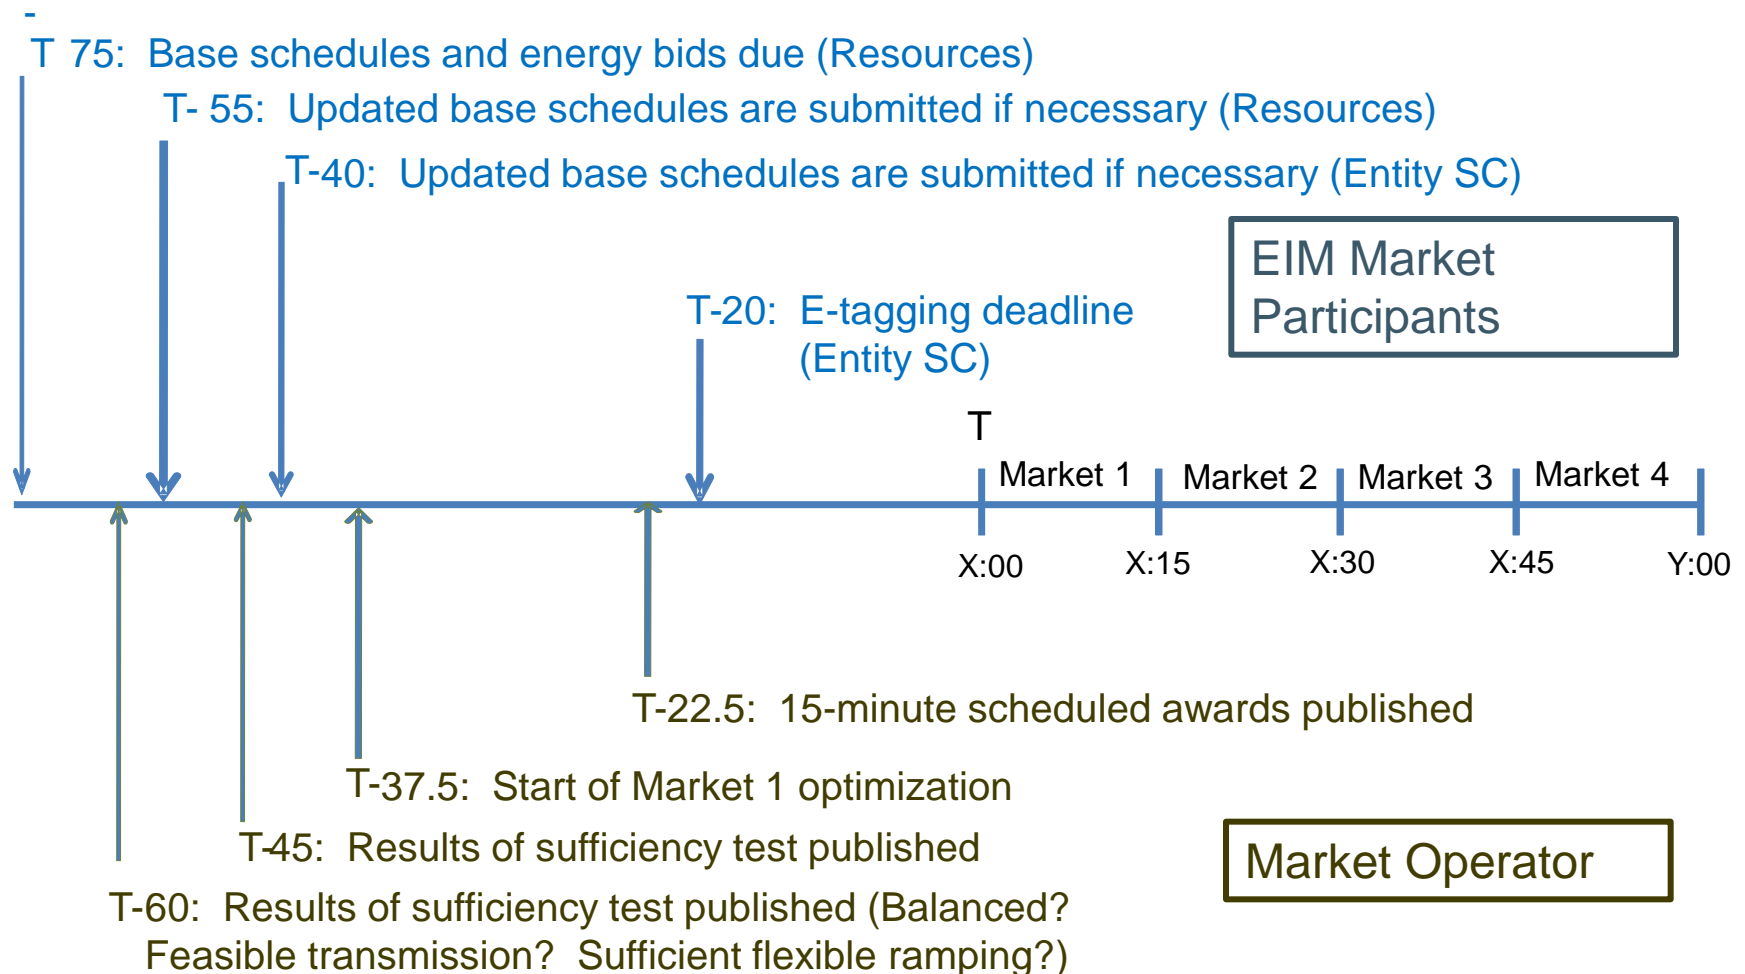 -
T 75: Base schedules and energy bids due (Resources)
T- 55: Updated base schedules are submitted if necessary (Resources)
T-40: Updated base schedules are submitted if necessary (Entity SC)
EIM Market
Participants
T-20: E-tagging deadline
(Entity SC)
T
Market 1 Market 2 Market 3 Market 4
X:00 X:15 X:30 X:45 Y:00
T-22.5: 15-minute scheduled awards published
T-37.5: Start of Market 1 optimization
T-45: Results of sufficiency test published
Market Operator
T-60: Results of sufficiency test published (Balanced?
Feasible transmission? Sufficient flexible ramping?)